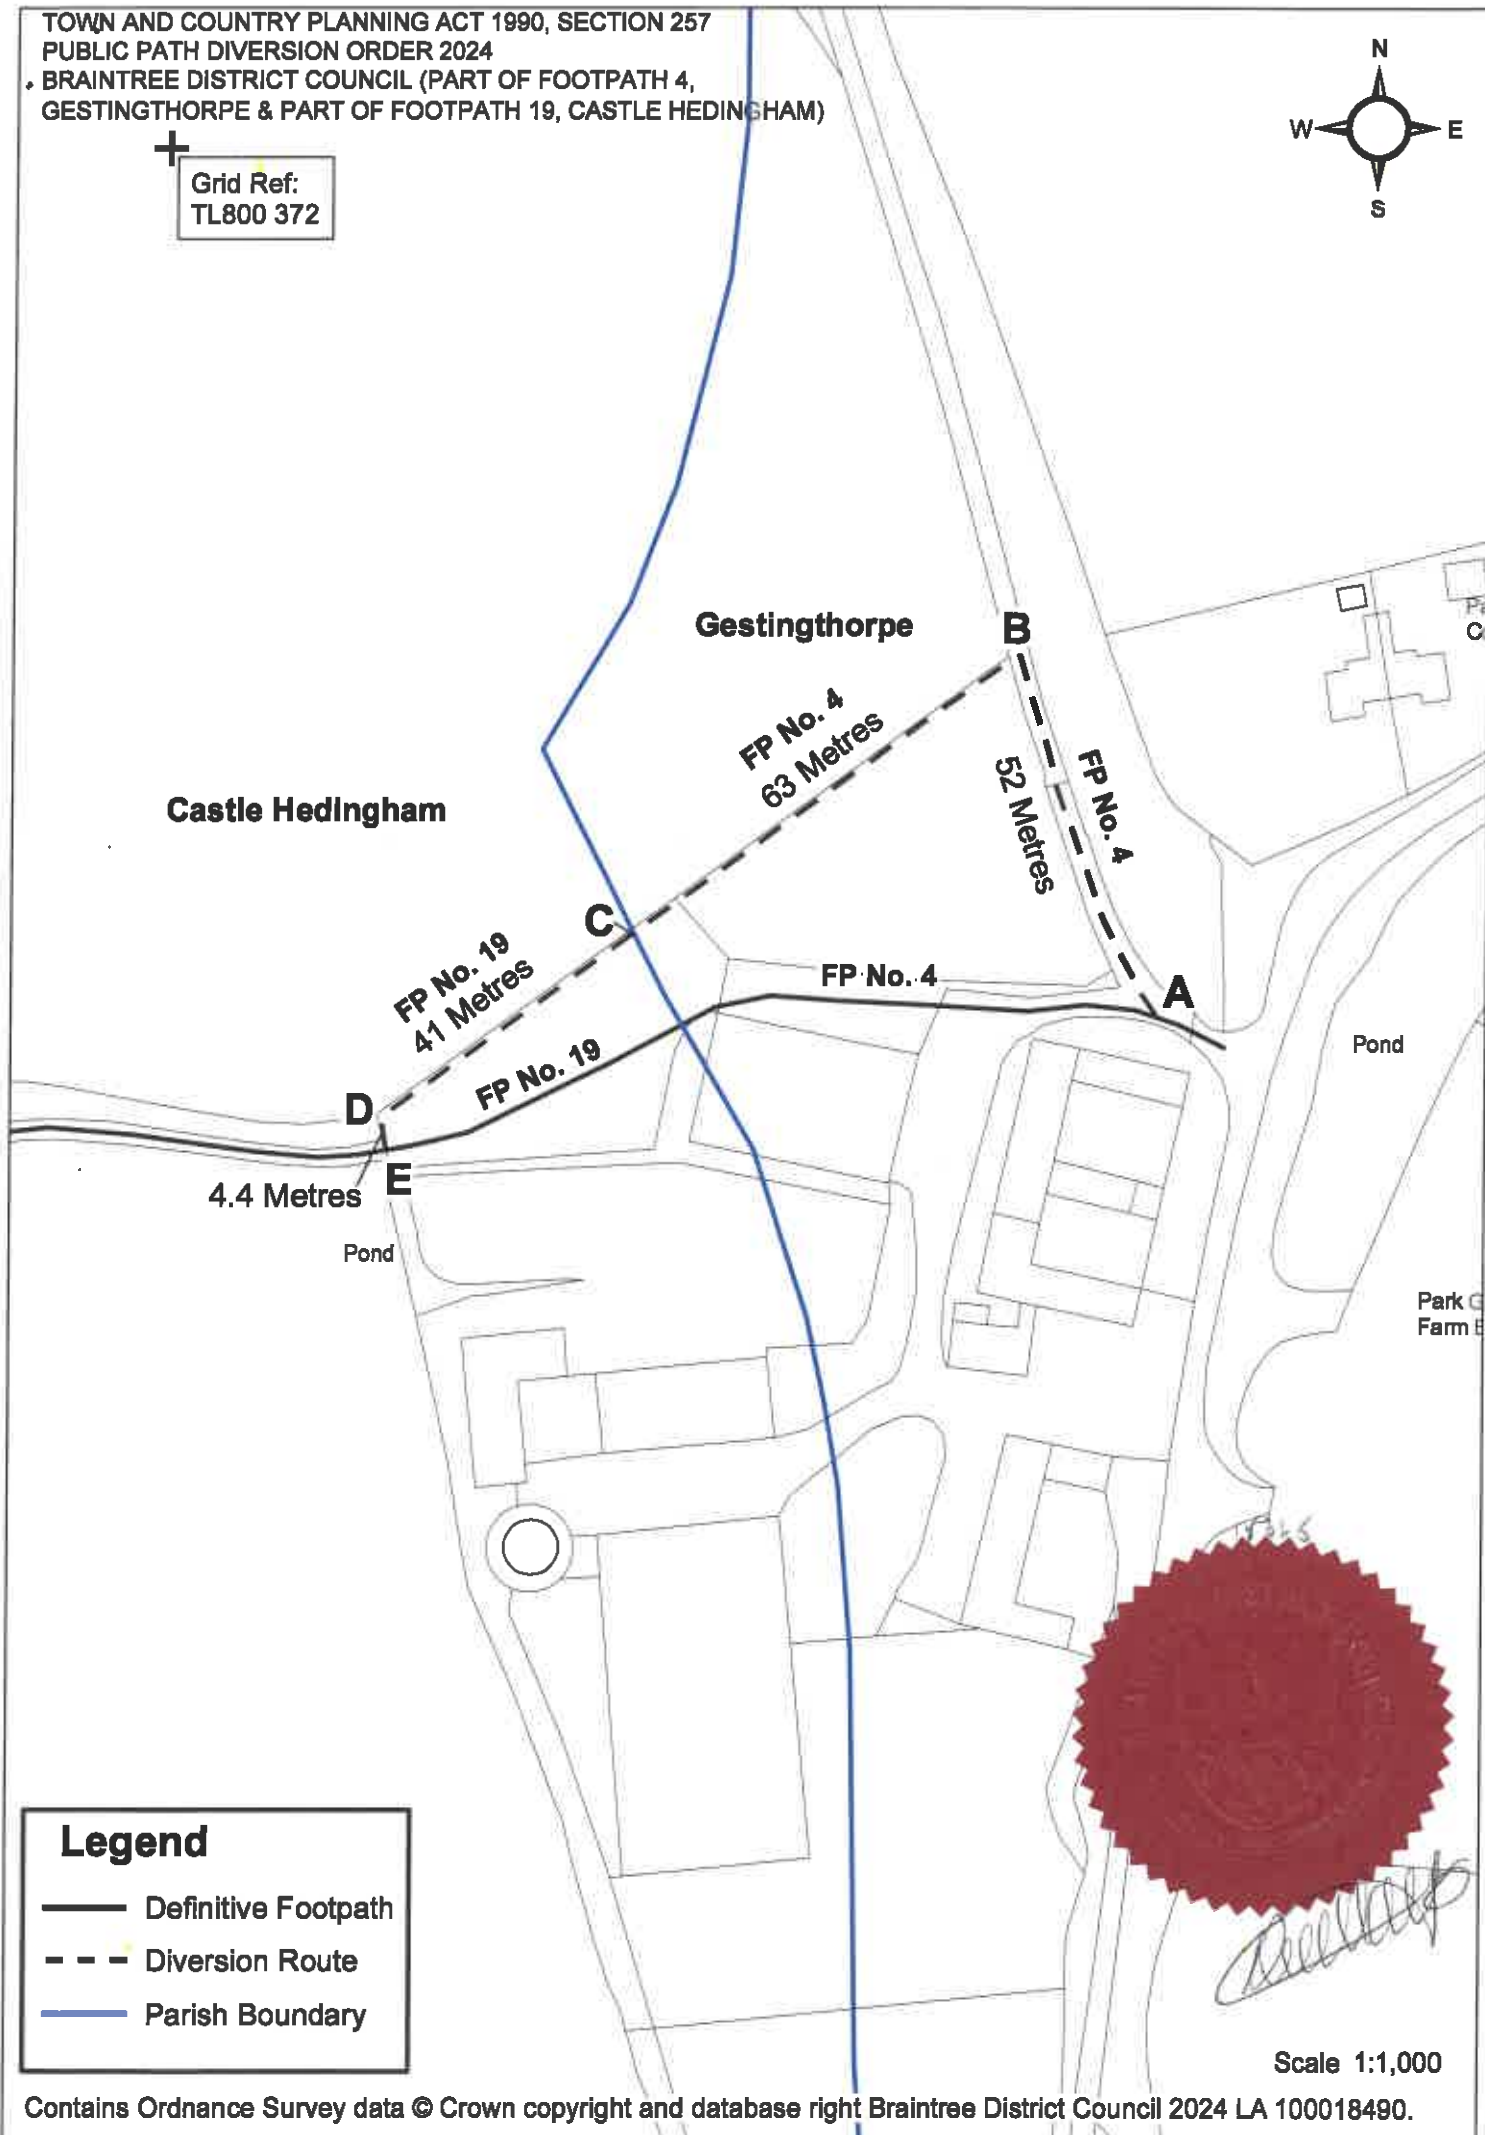 TOWN AND COUNTRY PLANNING ACT 1990, SECTION 257
PUBLIC PATH DIVERSION ORDER 2024
BRAINTREE DISTRICT COUNCIL (PART OF FOOTPATH 4,
GESTINGTHORPE & PART OF FOOTPATH 19, CASTLE HEDINGHAM)
Grid Ref:
TL800 372
N
W
E
S
Gestingthorpe
B
FP No. 4
63 Metres
FP No. 4
52 Metres
Castle Hedingham
C
FP No. 19
41 Metres
FP No. 4
A
Pond
FP No. 19
D
E
4.4 Metres
Pond
Park
Farm
Legend
Definitive Footpath
Diversion Route
Parish Boundary
Scale 1:1,000
Contains Ordnance Survey data © Crown copyright and database right Braintree District Council 2024 LA 100018490.